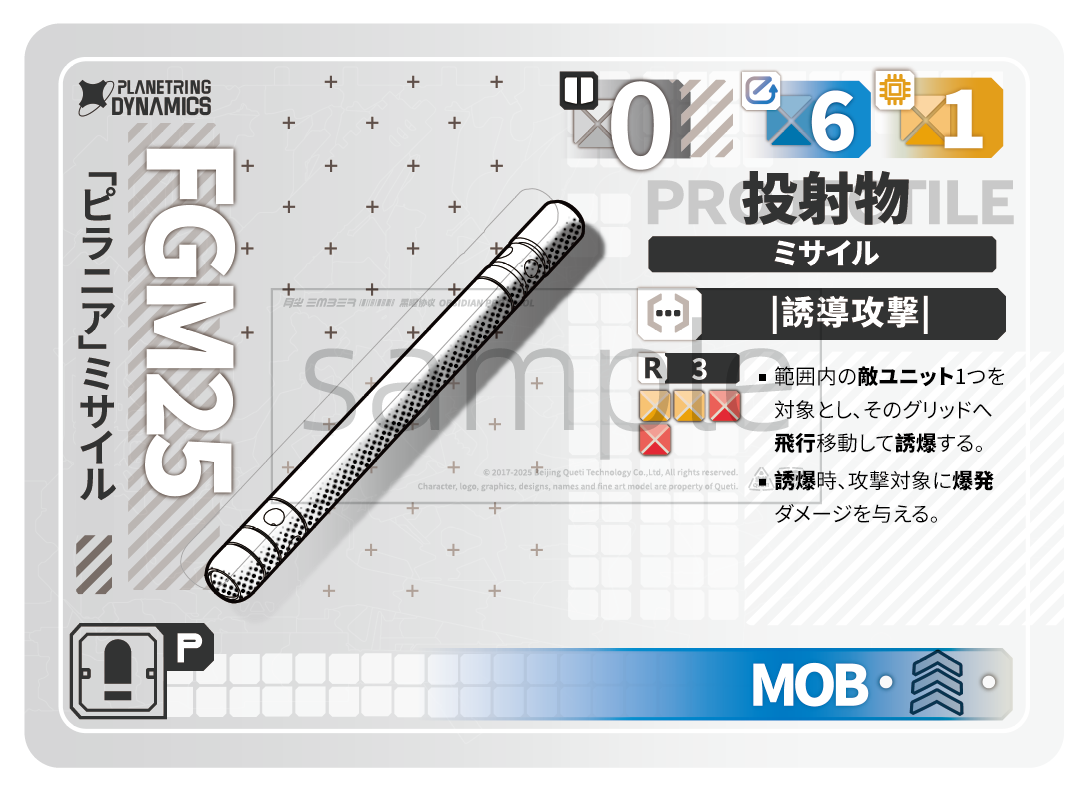 PLANETRING
DYNAMICS
FGM25
「ピラニア」ミサイル
0
6
1
PROJECTILE
投射物
ミサイル
|誘導攻撃|
R 3
▪ 範囲内の敵ユニット1つを
対象とし、そのグリッドへ
飛行移動して誘爆する。
▪ 誘爆時、攻撃対象に爆発
ダメージを与える。
sample
EMBER
© 2017-2025 Beijing Queti Technology Co.,Ltd, All rights reserved.
Character, logo, graphics, designs, names and fine art model are property of Queti.
P
MOB